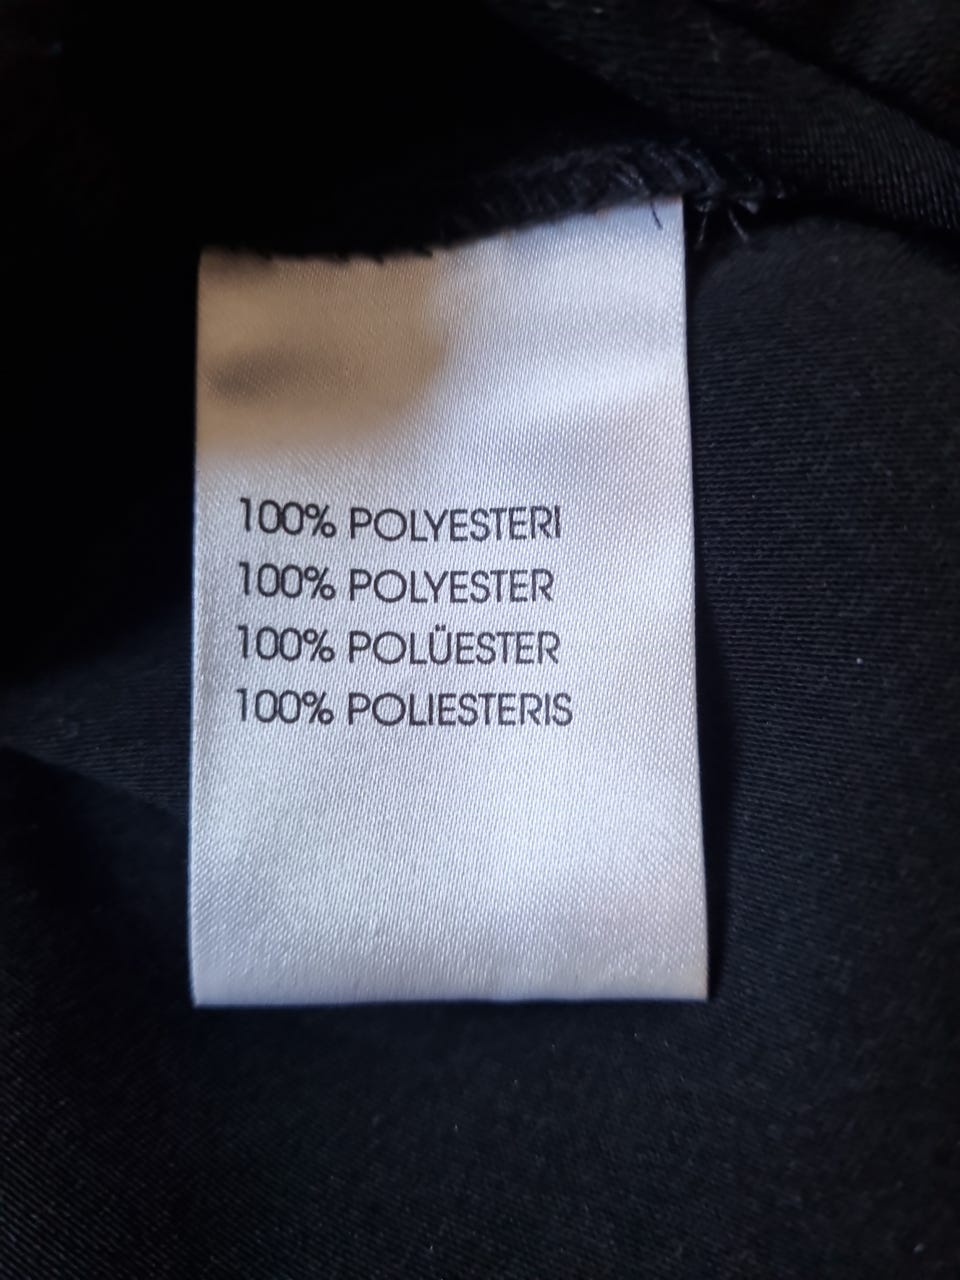 100% POLYESTERI
100% POLYESTER
100% POLÜESTER
100% POLIESTERIS